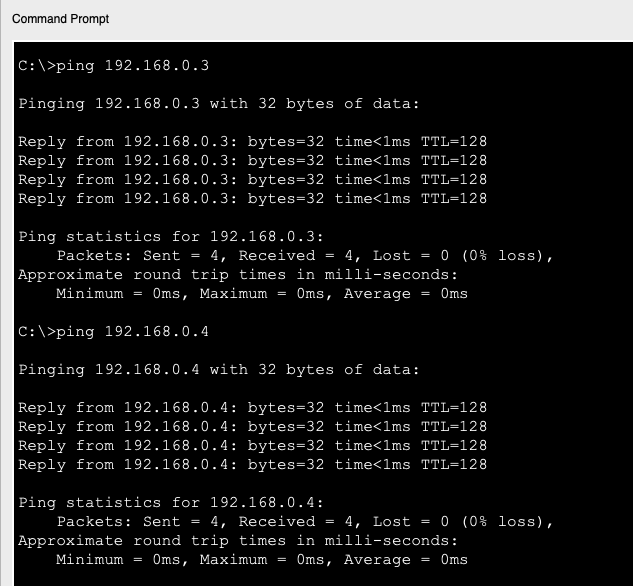 Command Prompt
C:\>ping 192.168.0.3
Pinging 192.168.0.3 with 32 bytes of data:
Reply from 192.168.0.3: bytes=32 time<1ms TTL=128
Reply from 192.168.0.3: bytes=32 time<1ms TTL=128
Reply from 192.168.0.3: bytes=32 time<1ms TTL=128
Reply from 192.168.0.3: bytes=32 time<1ms TTL=128
Ping statistics for 192.168.0.3:
    Packets: Sent = 4, Received = 4, Lost = 0 (0% loss),
Approximate round trip times in milli-seconds:
    Minimum = 0ms, Maximum = 0ms, Average = 0ms
C:\>ping 192.168.0.4
Pinging 192.168.0.4 with 32 bytes of data:
Reply from 192.168.0.4: bytes=32 time<1ms TTL=128
Reply from 192.168.0.4: bytes=32 time<1ms TTL=128
Reply from 192.168.0.4: bytes=32 time<1ms TTL=128
Reply from 192.168.0.4: bytes=32 time<1ms TTL=128
Ping statistics for 192.168.0.4:
    Packets: Sent = 4, Received = 4, Lost = 0 (0% loss),
Approximate round trip times in milli-seconds:
    Minimum = 0ms, Maximum = 0ms, Average = 0ms